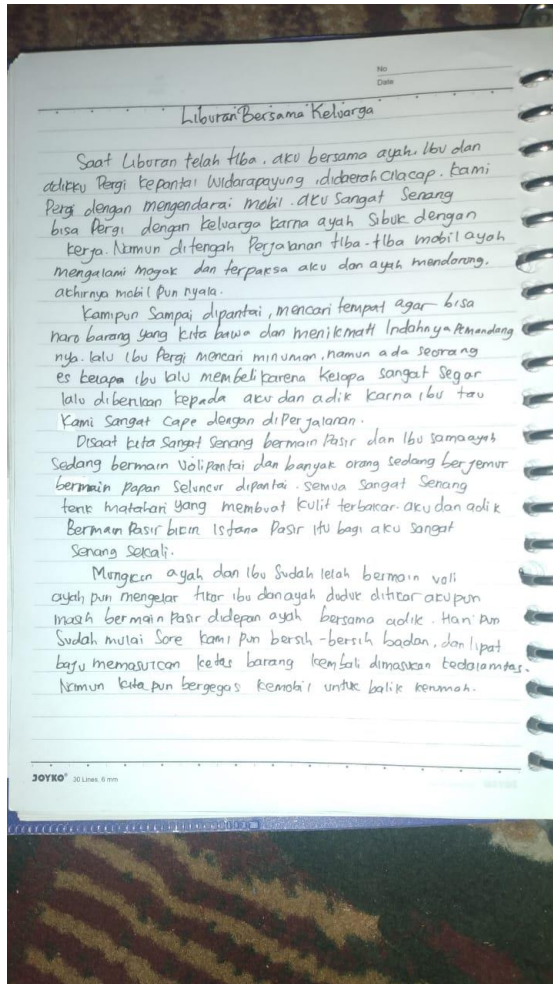 No
Date
Liburan Bersama Keluarga
Saat Liburan telah tiba, aku bersama ayah, Ibu dan
adikku Pergi kepantai Widarapayung, didaerah Cilacap. Kami
Pergi dengan mengendarai mobil. aku sangat Senang
bisa Pergi dengan keluarga karna ayah Sibuk dengan
kerja. Namun ditengah Perjalanan tiba-tiba mobil ayah
mengalami mogok dan terpaksa aku dan ayah mendorong.
akhirnya mobil pun nyala.
Kamipun Sampai dipantai, mencari tempat agar bisa
naro barang yang kita bawa dan menikmati Indahnya Pemandang
nya. lalu Ibu Pergi mencari minuman, namun ada seorang
es kelapa ibu lalu membeli karena Kelapa sangat Segar
lalu diberikan kepada aku dan adik karna ibu tau
Kami sangat cape dengan diPerjalanan.
Disaat kita Sangat Senang bermain Pasir dan Ibu sama ayah
Sedang bermain Volipantai dan banyak orang sedang berjemur
bermain Papan Seluncur dipantai. semua sangat Senang
terik matahari yang membuat kulit terbakar. aku dan adik
Bermain Pasir bikin Istana Pasir itu bagi aku sangat
Senang Sekali.
Mungkin ayah dan Ibu Sudah lelah bermain voli
ayah pun mengelar tikar ibu dan ayah duduk ditikar aku pun
masih bermain Pasir didepan ayah bersama adik. Hari Pun
Sudah mulai Sore kami Pun bersih-bersih badan, dan lipat
baju memasukan ketas barang kembali dimasukan kedalamtas.
Namun kita pun bergegas kemobil untuk balik kerumah.
JOYKO 30 Lines, 6 mm